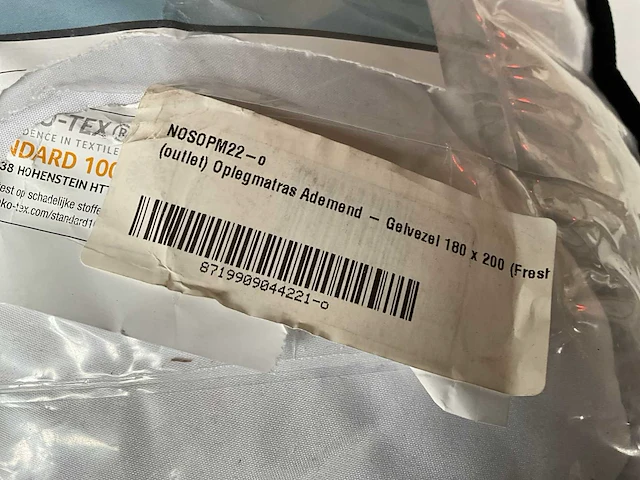 NOSOPM22-o
(outlet) Oplegmatras Ademend - Gelvezel 180 x 200 (Fresh
8719909044221-o
O-TEX®
DENCE IN TEXTILE
NDARD 100
38 HOHENSTEIN HTT
est op schadelijke stoffe
ko-tex.com/standard10